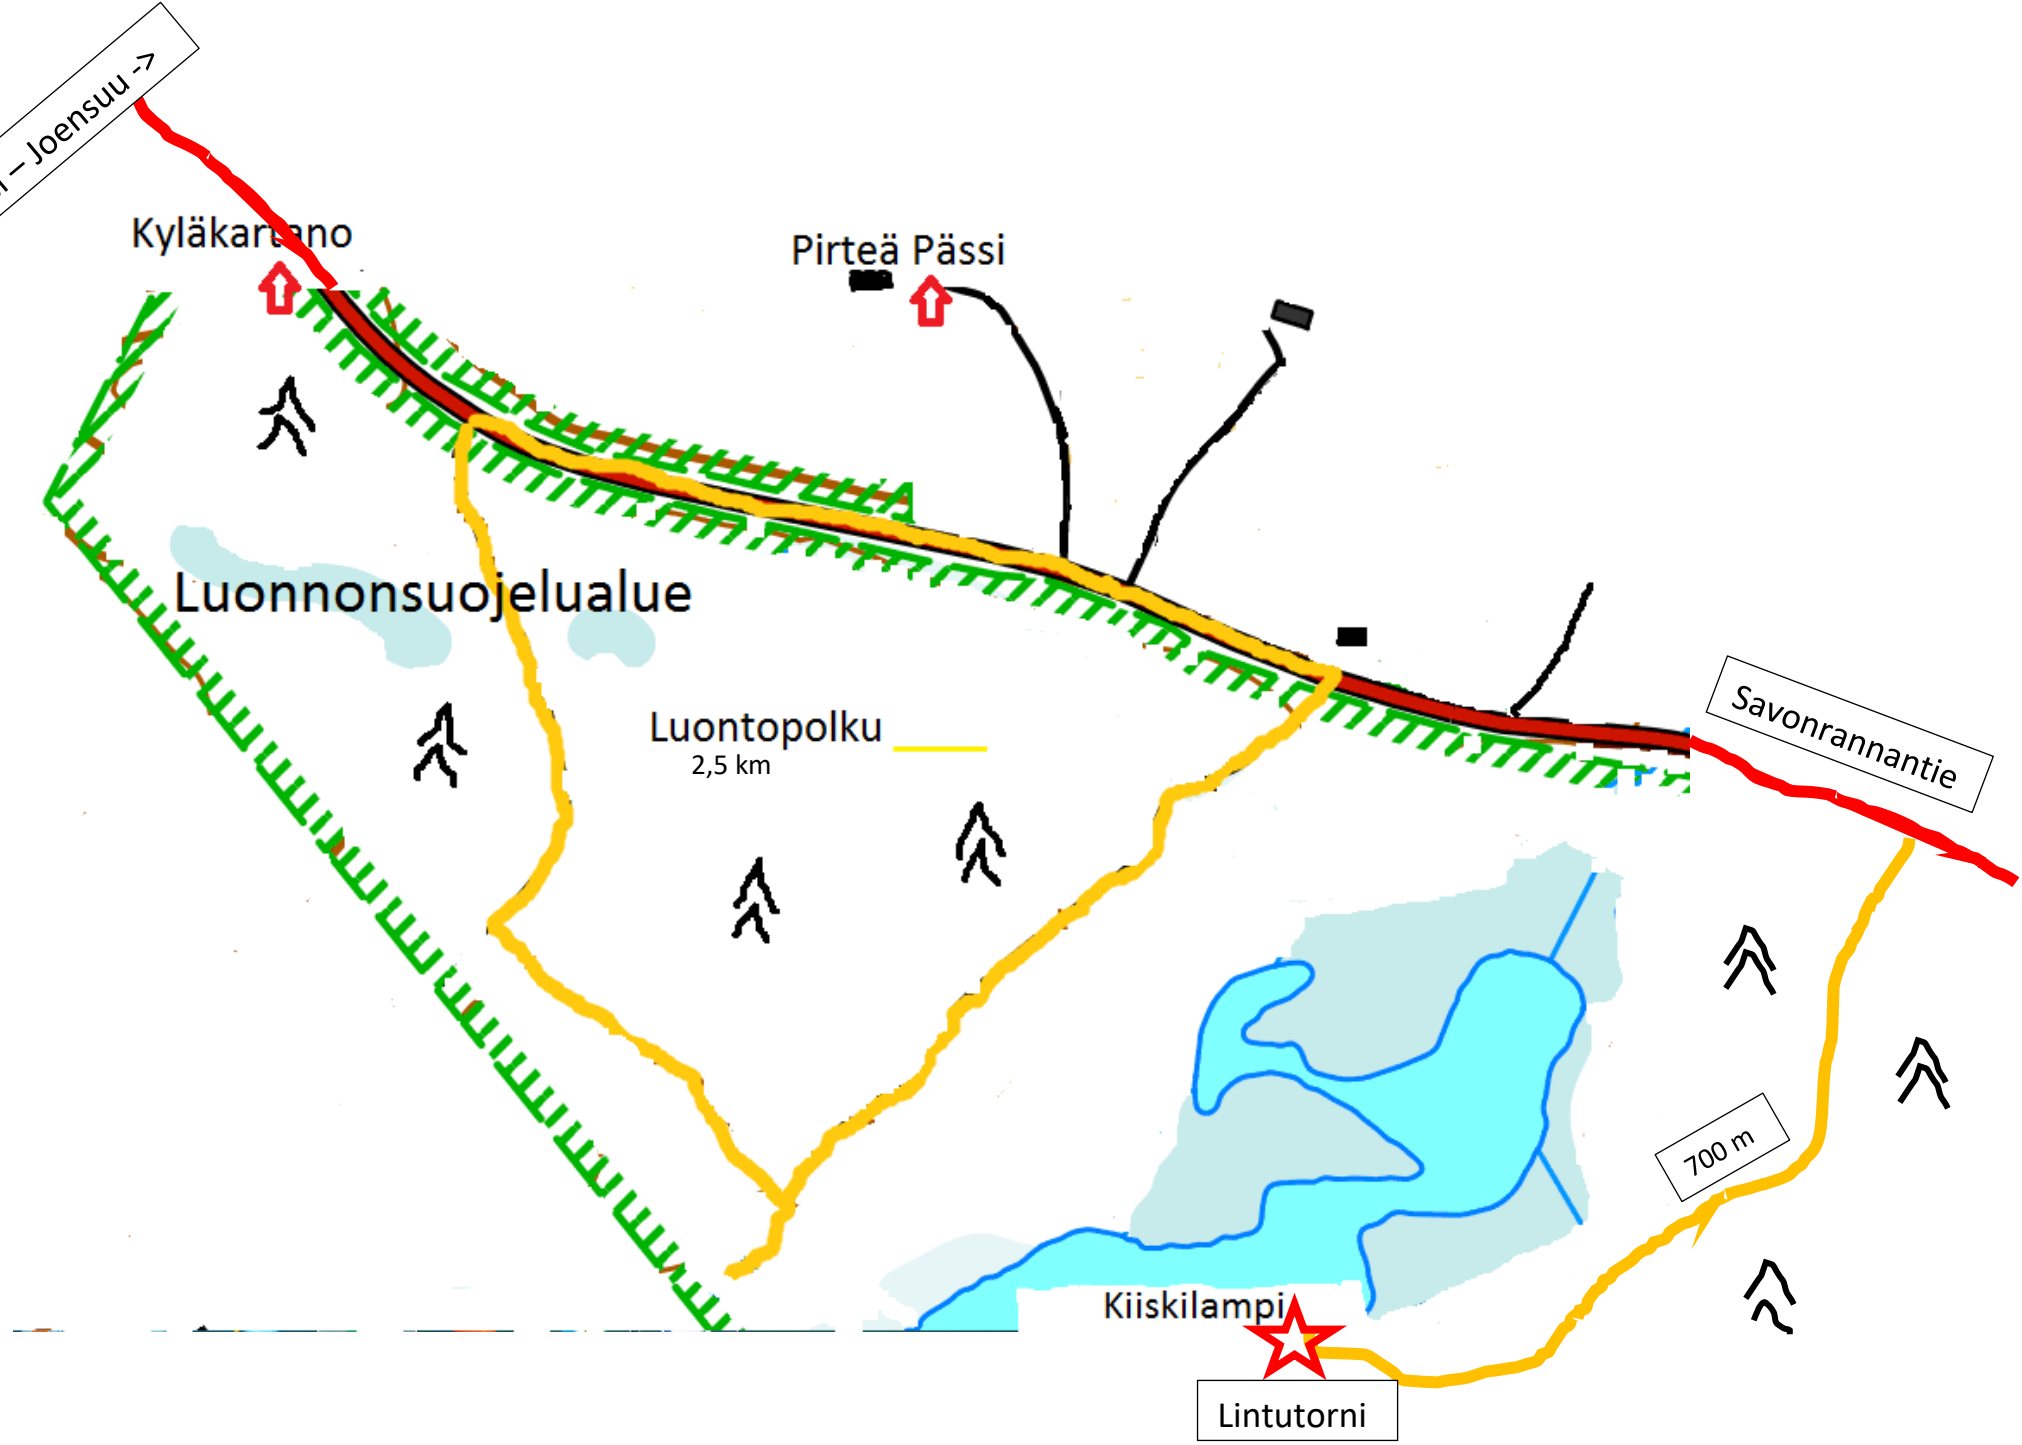 – Joensuu ->
Kyläkartano
Pirteä Pässi
Luonnonsuojelualue
Luontopolku
2,5 km
Savonrannantie
700 m
Kiiskilampi
Lintutorni